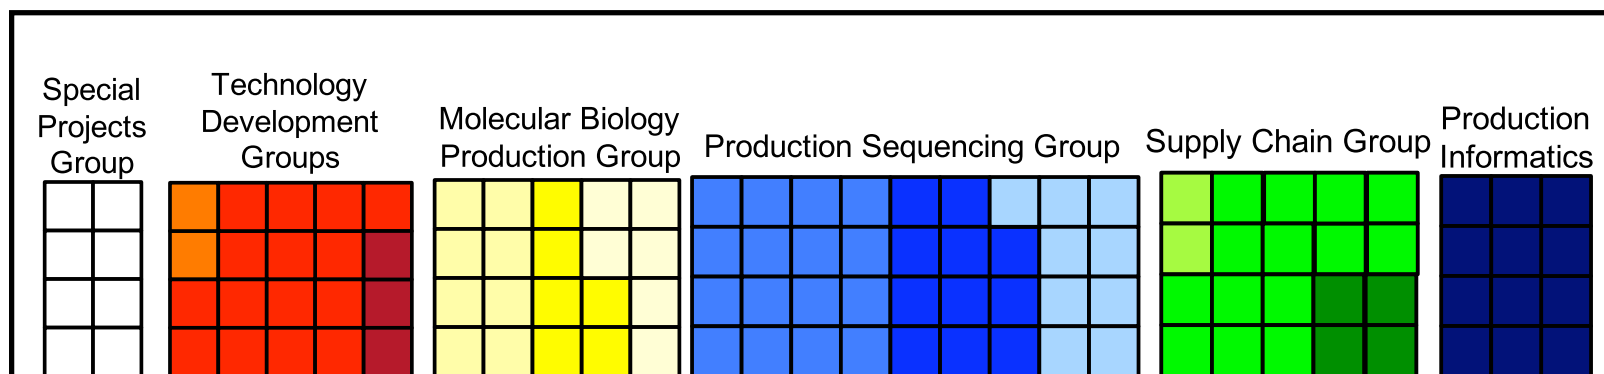 Special
Projects
Group
Technology
Development
Groups
Molecular Biology
Production Group
Production Sequencing Group
Supply Chain Group
Production
Informatics